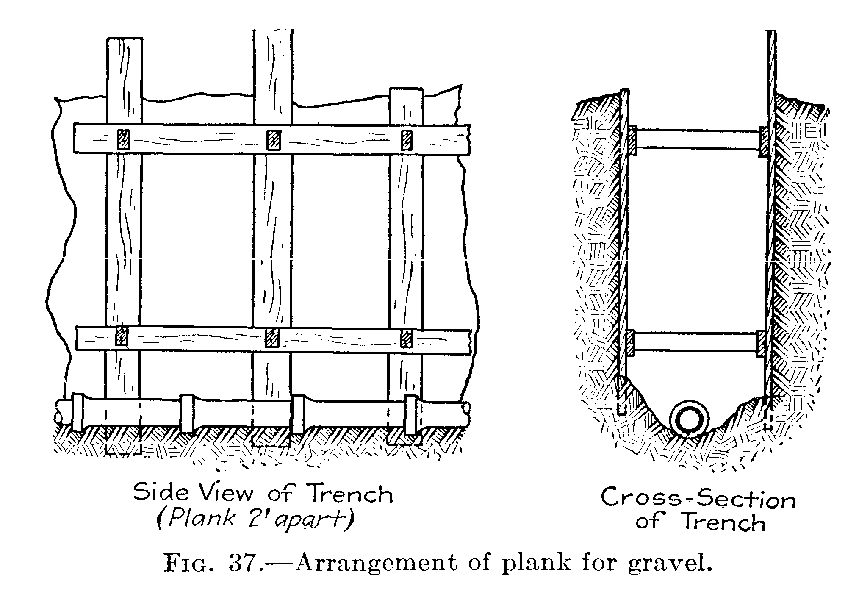 Side View of Trench
(Plank 2' apart)
Cross-Section
of Trench
FIG. 37.—Arrangement of plank for gravel.